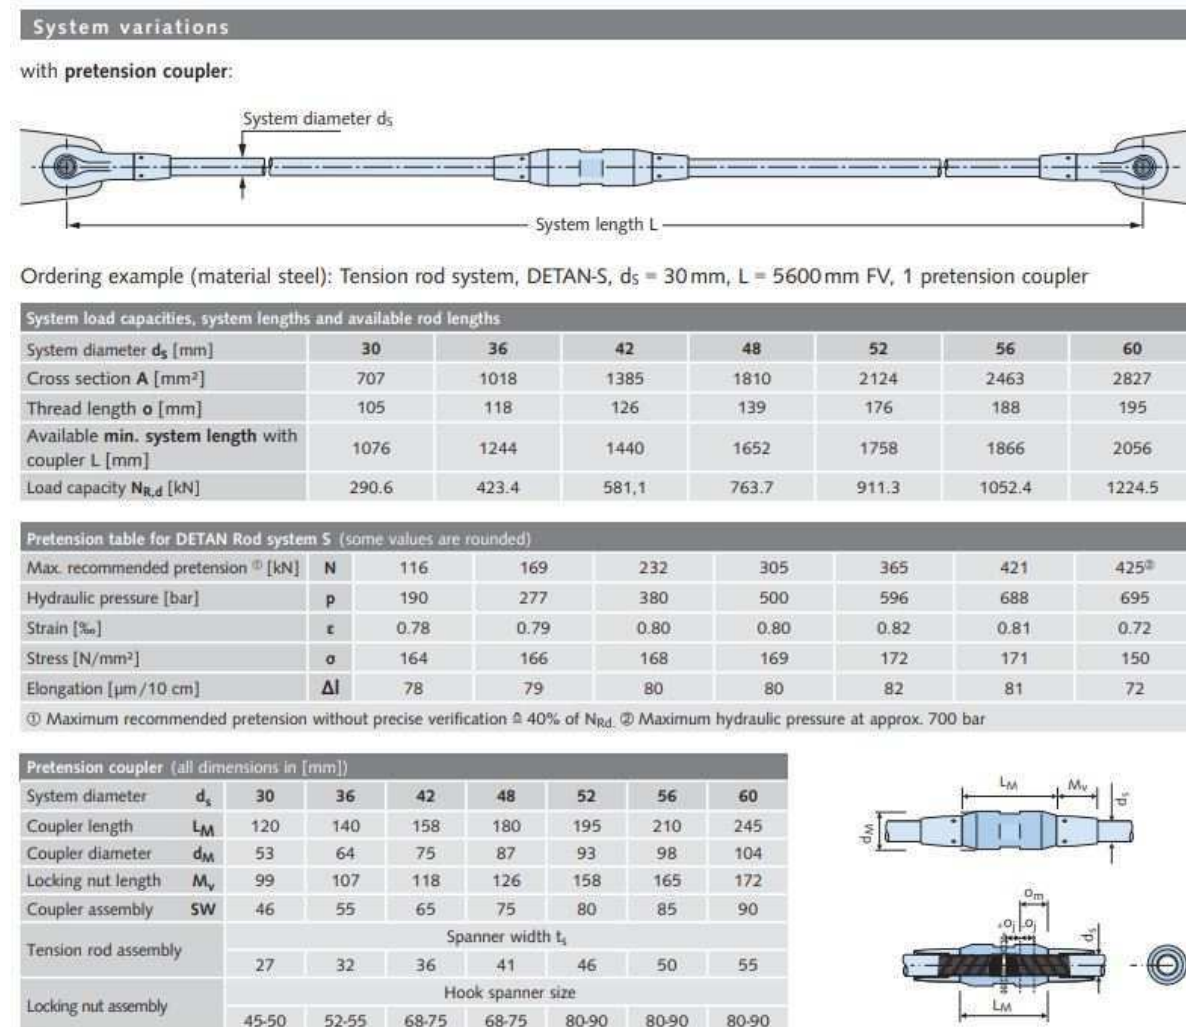 System variations
with pretension coupler:
System diameter dS
System length L
Ordering example (material steel): Tension rod system, DETAN-S, dS = 30 mm, L = 5600 mm FV, 1 pretension coupler
System load capacities, system lengths and available rod lengths
System diameter ds [mm] 30 36 42 48 52 56 60
Cross section A [mm²] 707 1018 1385 1810 2124 2463 2827
Thread length o [mm] 105 118 126 139 176 188 195
Available min. system length with
coupler L [mm] 1076 1244 1440 1652 1758 1866 2056
Load capacity NR,d [kN] 290.6 423.4 581,1 763.7 911.3 1052.4 1224.5
Pretension table for DETAN Rod system S (some values are rounded)
Max. recommended pretension ① [kN] N 116 169 232 305 365 421 425②
Hydraulic pressure [bar] p 190 277 380 500 596 688 695
Strain [‰] ε 0.78 0.79 0.80 0.80 0.82 0.81 0.72
Stress [N/mm²] σ 164 166 168 169 172 171 150
Elongation [µm/10 cm] Δl 78 79 80 80 82 81 72
① Maximum recommended pretension without precise verification ≙ 40% of NRd. ② Maximum hydraulic pressure at approx. 700 bar
Pretension coupler (all dimensions in [mm])
System diameter ds 30 36 42 48 52 56 60
Coupler length LM 120 140 158 180 195 210 245
Coupler diameter dM 53 64 75 87 93 98 104
Locking nut length Mv 99 107 118 126 158 165 172
Coupler assembly SW 46 55 65 75 80 85 90
Tension rod assembly
Spanner width ts
27 32 36 41 46 50 55
Locking nut assembly
Hook spanner size
45-50 52-55 68-75 68-75 80-90 80-90 80-90
LM Mv
dM ds
om
oi oi
ds
LM